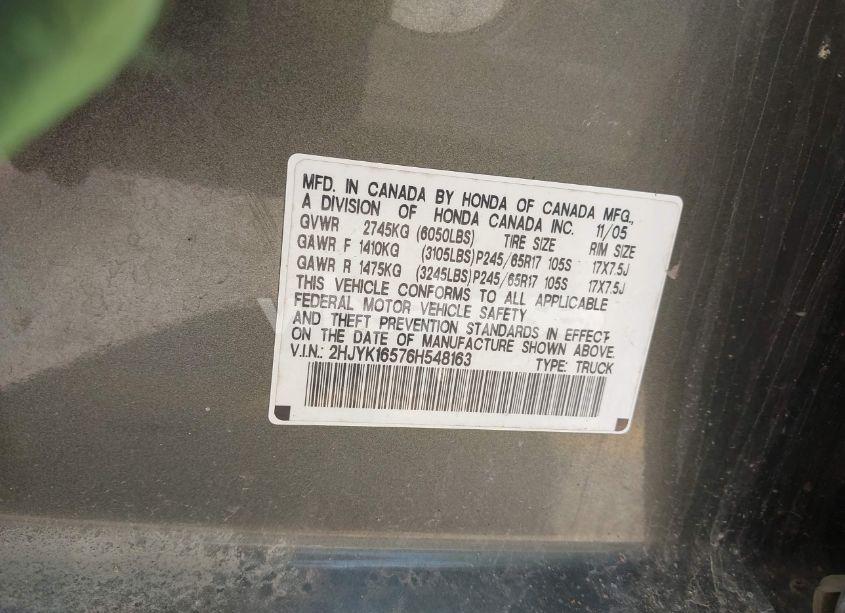 MFD. IN CANADA BY HONDA OF CANADA MFG.,
A DIVISION OF HONDA CANADA INC. 11/05
GVWR 2745KG (6050LBS) TIRE SIZE RIM SIZE
GAWR F 1410KG (3105LBS) P245/65R17 105S 17X7.5J
GAWR R 1475KG (3245LBS) P245/65R17 105S 17X7.5J
THIS VEHICLE CONFORMS TO ALL APPLICABLE
FEDERAL MOTOR VEHICLE SAFETY
AND THEFT PREVENTION STANDARDS IN EFFECT
ON THE DATE OF MANUFACTURE SHOWN ABOVE.
V.I.N.: 2HJYK16576H548163 TYPE: TRUCK